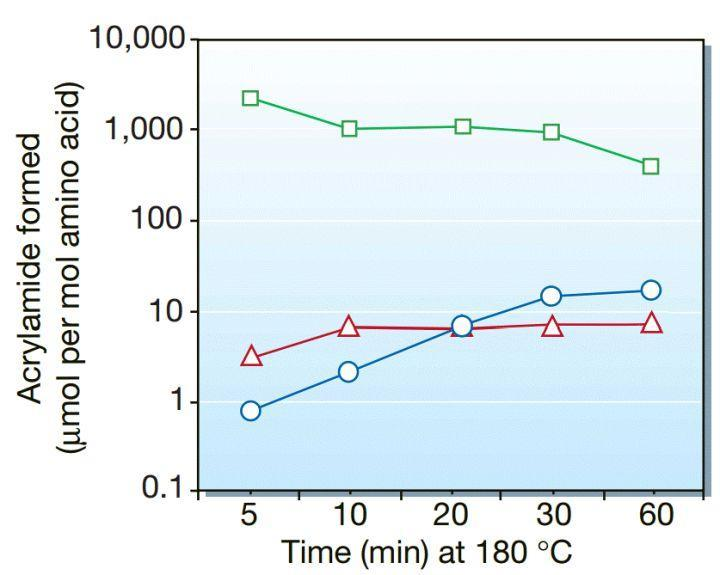 10,000
1,000
100
10
1
0.1
Acrylamide formed
(μmol per mol amino acid)
5 10 20 30 60
Time (min) at 180 °C